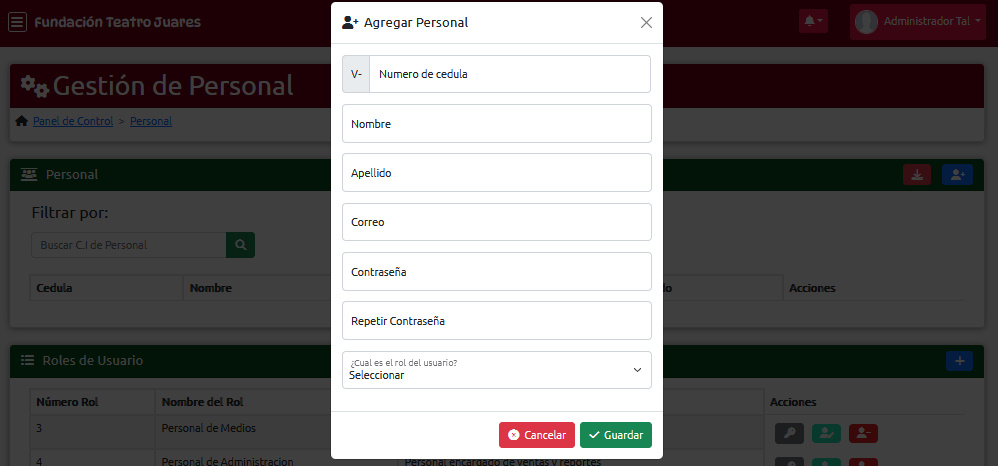 Fundación Teatro Juares
Administrador Tal
Gestión de Personal
Panel de Control > Personal
Personal
Filtrar por:
Buscar C.I de Personal
Cedula
Nombre
Acciones
Roles de Usuario
Número Rol
Nombre del Rol
Acciones
3
Personal de Medios
4
Personal de Administracion
Personal encargado de ventas y reportes
Agregar Personal
V-
Numero de cedula
Nombre
Apellido
Correo
Contraseña
Repetir Contraseña
¿Cual es el rol del usuario?
Seleccionar
Cancelar
Guardar